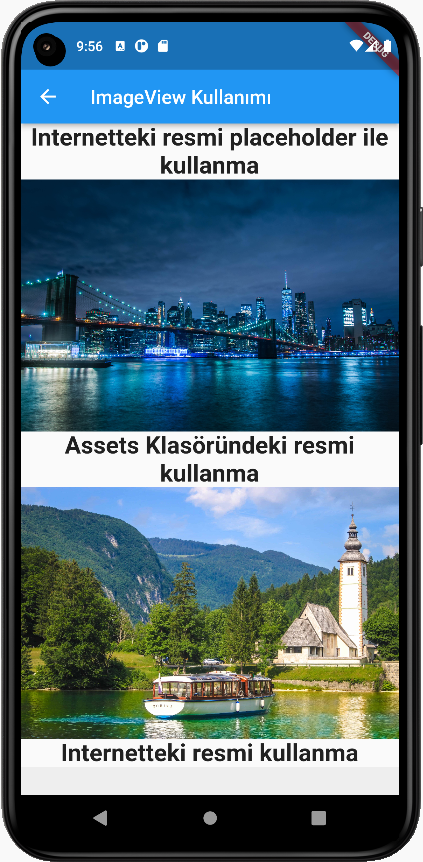 9:56
DEBUG
ImageView Kullanımı
Internetteki resmi placeholder ile
kullanma
Assets Klasöründeki resmi
kullanma
Internetteki resmi kullanma